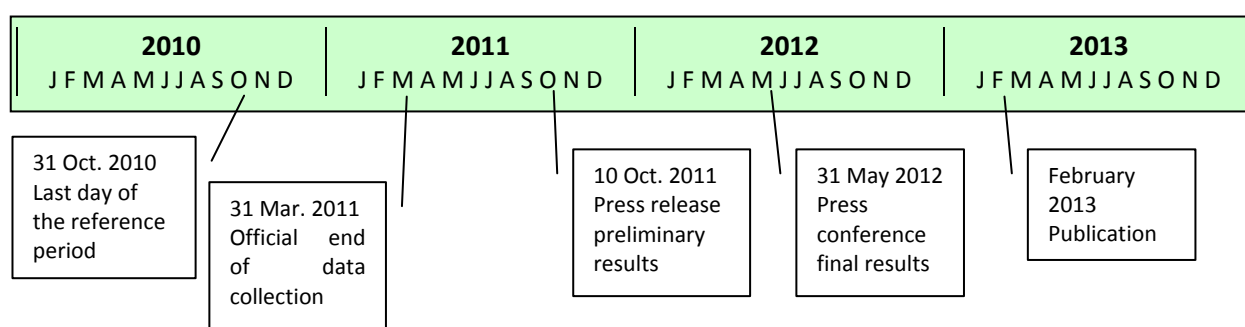 2010
J F M A M J J A S O N D
2011
J F M A M J J A S O N D
2012
J F M A M J J A S O N D
2013
J F M A M J J A S O N D
31 Oct. 2010
Last day of
the reference
period
31 Mar. 2011
Official end
of data
collection
10 Oct. 2011
Press release
preliminary
results
31 May 2012
Press
conference
final results
February
2013
Publication